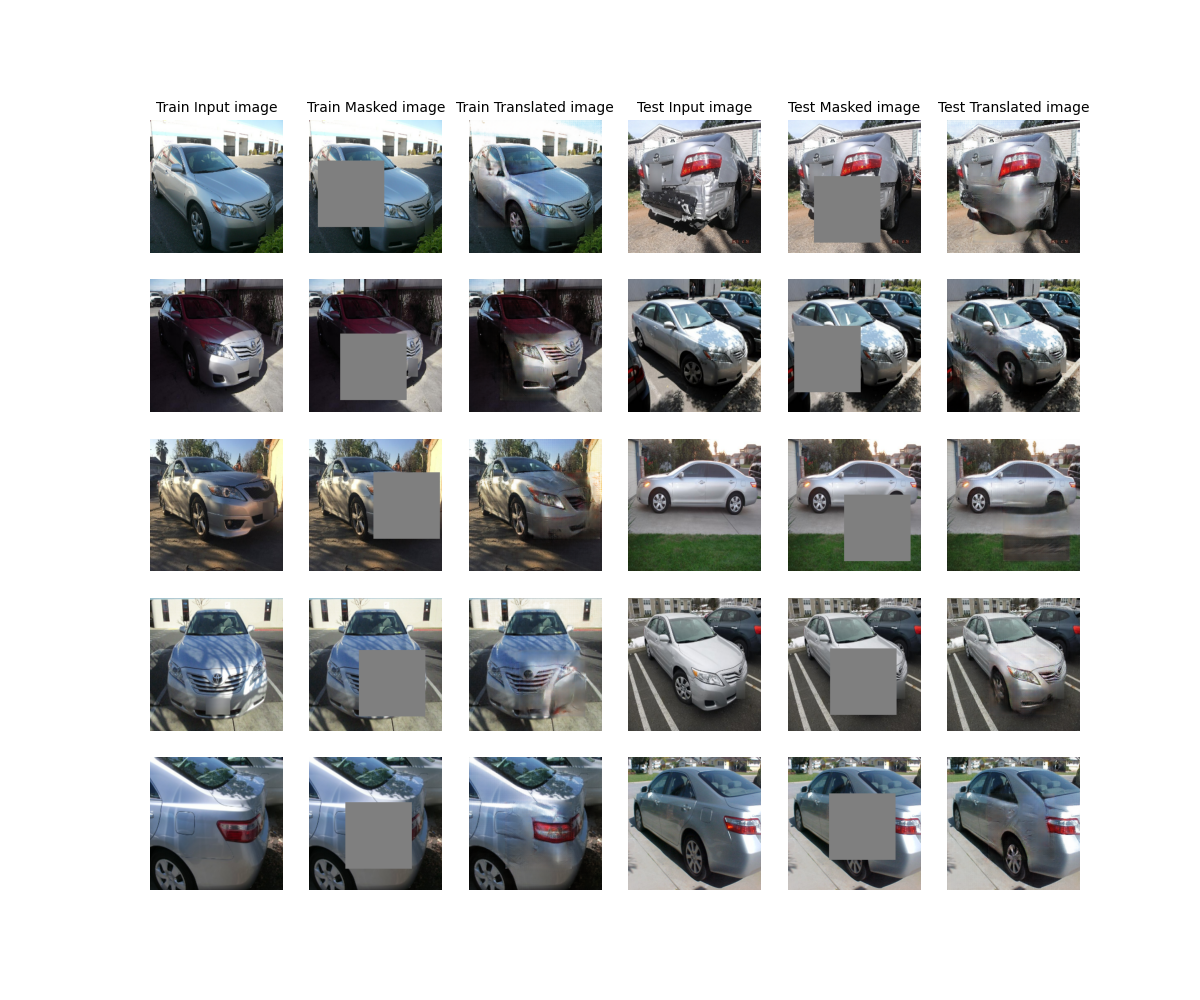 Train Input image
Train Masked image
Train Translated image
Test Input image
Test Masked image
Test Translated image